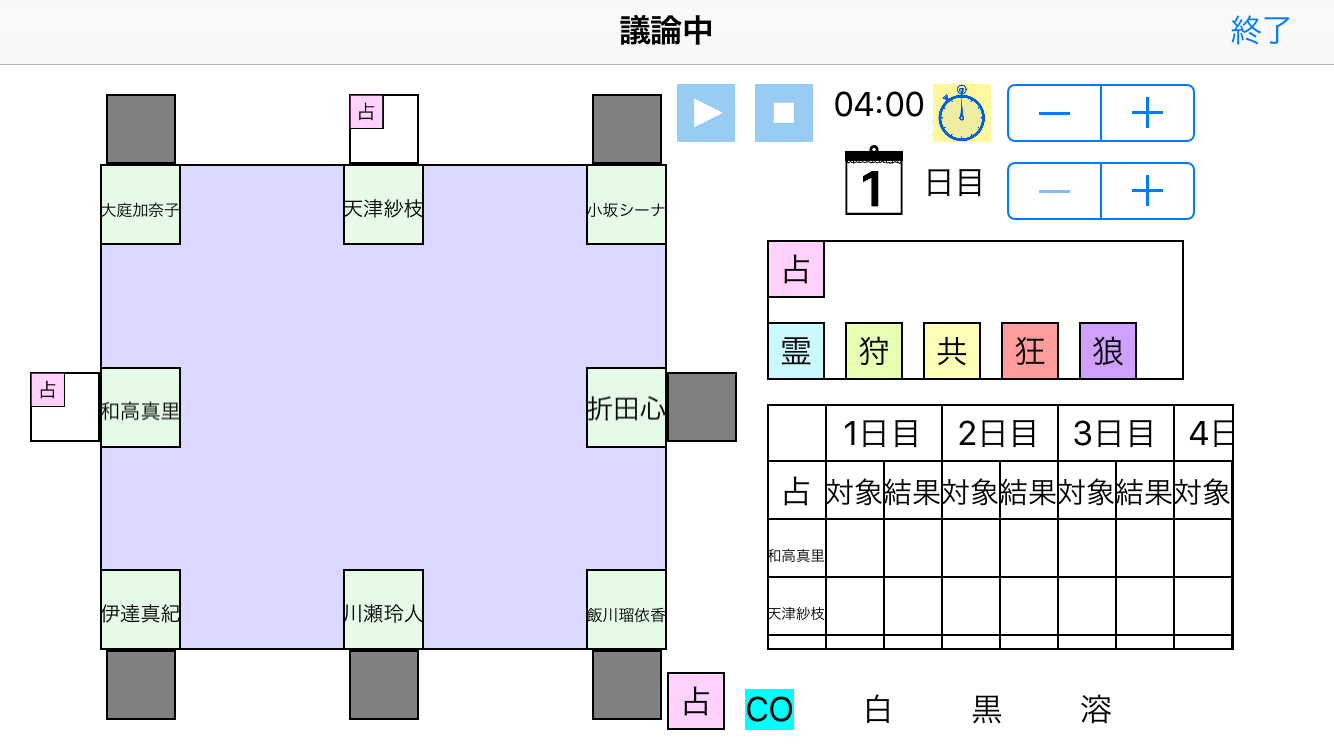 議論中
終了
占
04:00
大庭加奈子
天津紗枝
小坂シーナ
1
日目
占
占
霊 狩 共 狂 狼
和高真里
折田心
1日目 2日目 3日目 4日
占 対象 結果 対象 結果 対象 結果 対象
和高真里
天津紗枝
伊達真紀
川瀬玲人
飯川瑠依香
占
CO
白
黒
溶